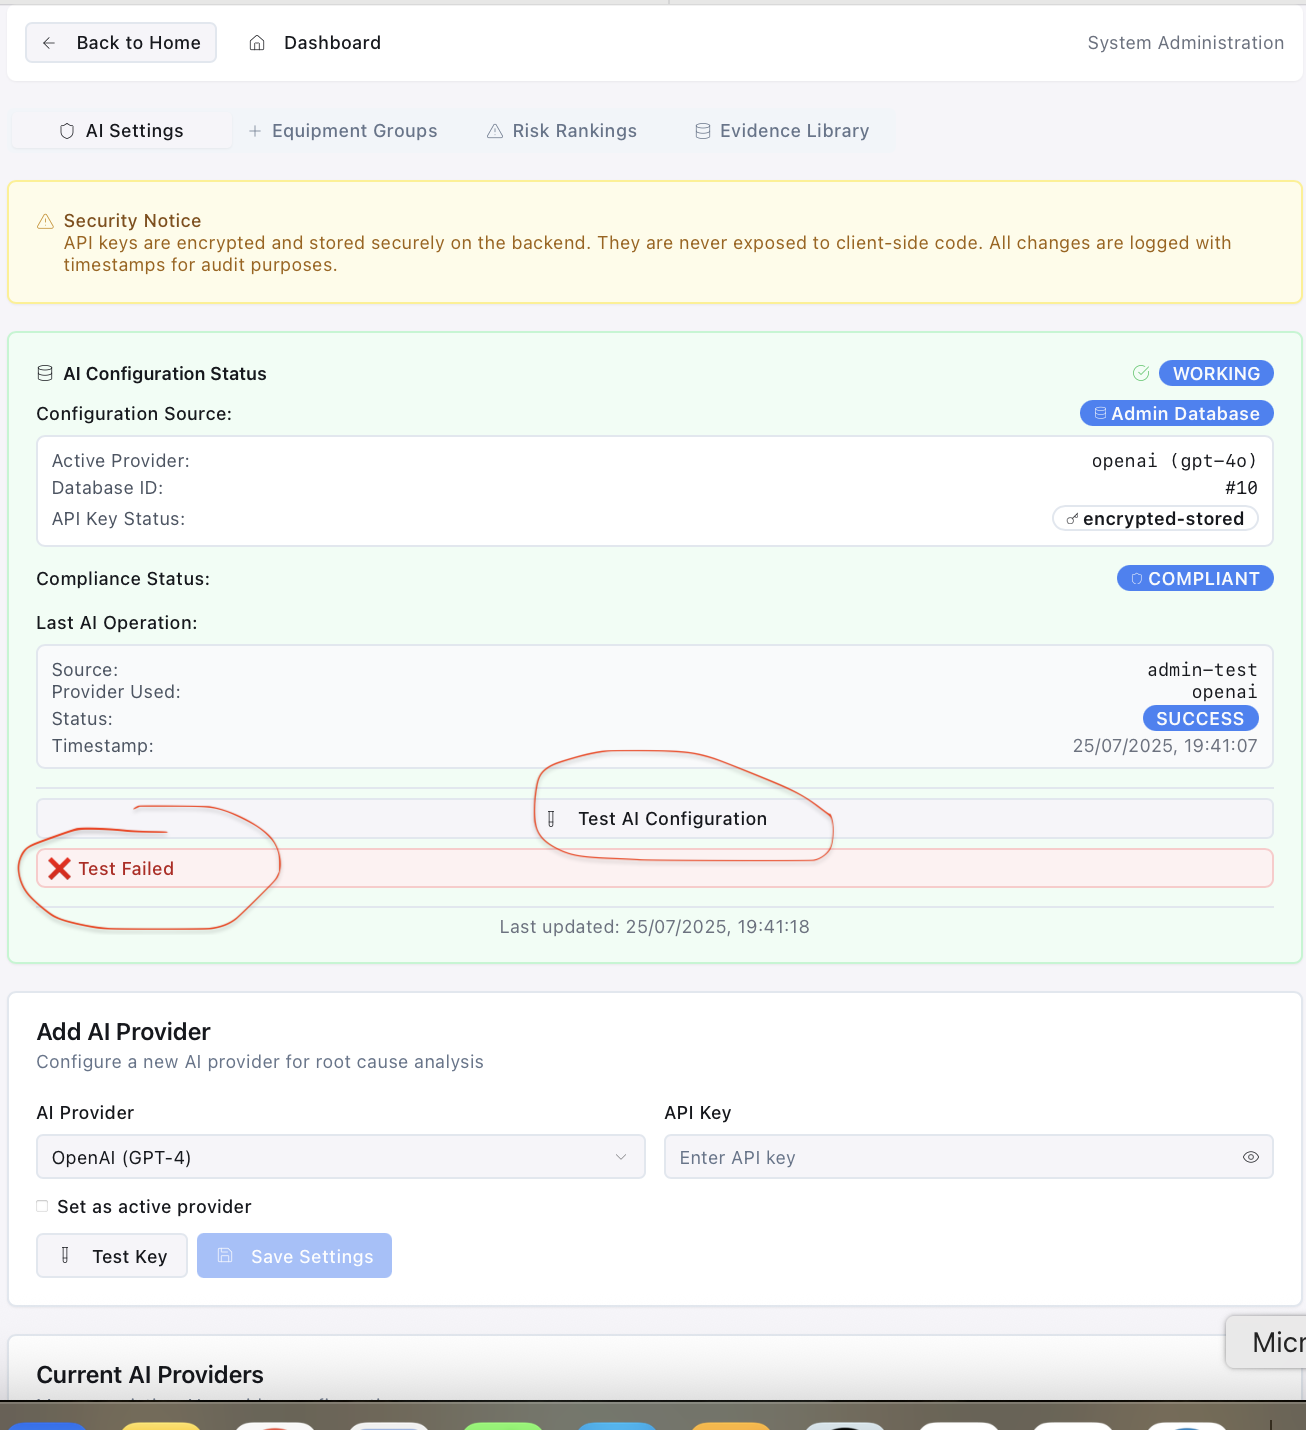 Back to Home
Dashboard
System Administration
AI Settings
Equipment Groups
Risk Rankings
Evidence Library
Security Notice
API keys are encrypted and stored securely on the backend. They are never exposed to client-side code. All changes are logged with
timestamps for audit purposes.
AI Configuration Status
WORKING
Configuration Source:
Admin Database
Active Provider:
openai (gpt-4o)
Database ID:
#10
API Key Status:
encrypted-stored
Compliance Status:
COMPLIANT
Last AI Operation:
Source:
admin-test
Provider Used:
openai
Status:
SUCCESS
Timestamp:
25/07/2025, 19:41:07
Test AI Configuration
❌ Test Failed
Last updated: 25/07/2025, 19:41:18
Add AI Provider
Configure a new AI provider for root cause analysis
AI Provider
API Key
OpenAI (GPT-4)
Enter API key
Set as active provider
Test Key
Save Settings
Current AI Providers